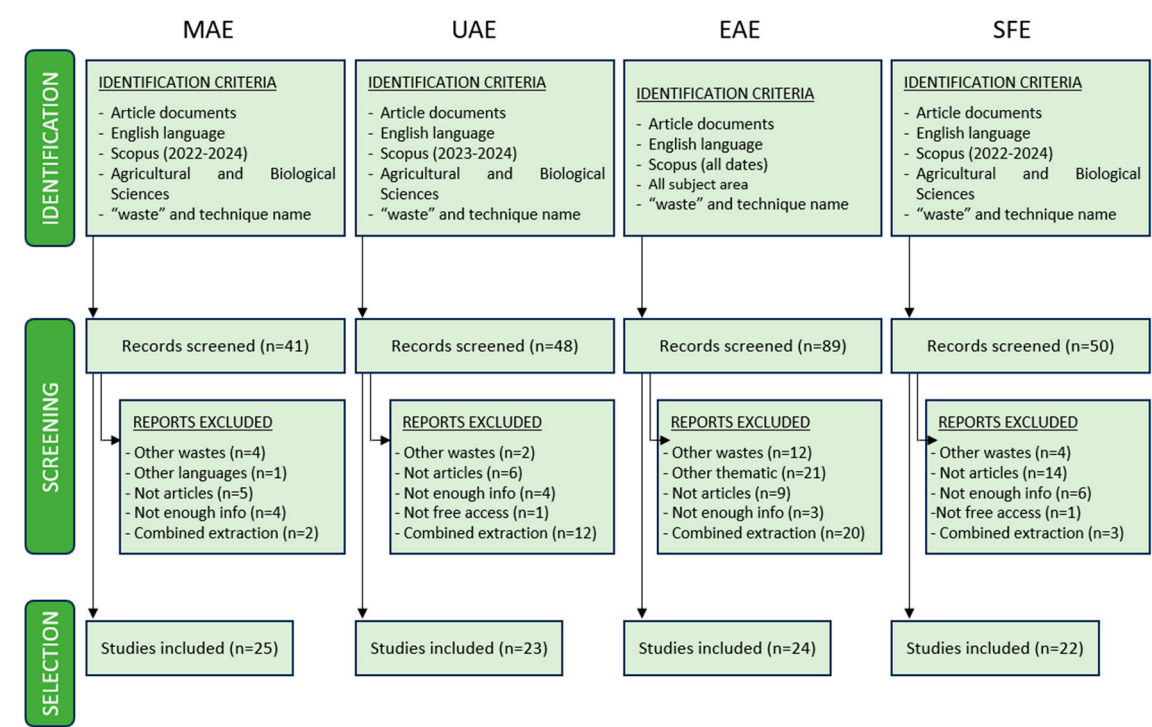 MAE
UAE
EAE
SFE
IDENTIFICATION
IDENTIFICATION CRITERIA
- Article documents
- English language
- Scopus (2022-2024)
- Agricultural and Biological
Sciences
- “waste” and technique name
IDENTIFICATION CRITERIA
- Article documents
- English language
- Scopus (2023-2024)
- Agricultural and Biological
Sciences
- “waste” and technique name
IDENTIFICATION CRITERIA
- Article documents
- English language
- Scopus (all dates)
- All subject area
- “waste” and technique name
IDENTIFICATION CRITERIA
- Article documents
- English language
- Scopus (2022-2024)
- Agricultural and Biological
Sciences
- “waste” and technique name
SCREENING
Records screened (n=41)
Records screened (n=48)
Records screened (n=89)
Records screened (n=50)
REPORTS EXCLUDED
- Other wastes (n=4)
- Other languages (n=1)
- Not articles (n=5)
- Not enough info (n=4)
- Combined extraction (n=2)
REPORTS EXCLUDED
- Other wastes (n=2)
- Not articles (n=6)
- Not enough info (n=4)
- Not free access (n=1)
- Combined extraction (n=12)
REPORTS EXCLUDED
- Other wastes (n=12)
- Other thematic (n=21)
- Not articles (n=9)
- Not enough info (n=3)
- Combined extraction (n=20)
REPORTS EXCLUDED
- Other wastes (n=4)
- Not articles (n=14)
- Not enough info (n=6)
-Not free access (n=1)
- Combined extraction (n=3)
SELECTION
Studies included (n=25)
Studies included (n=23)
Studies included (n=24)
Studies included (n=22)